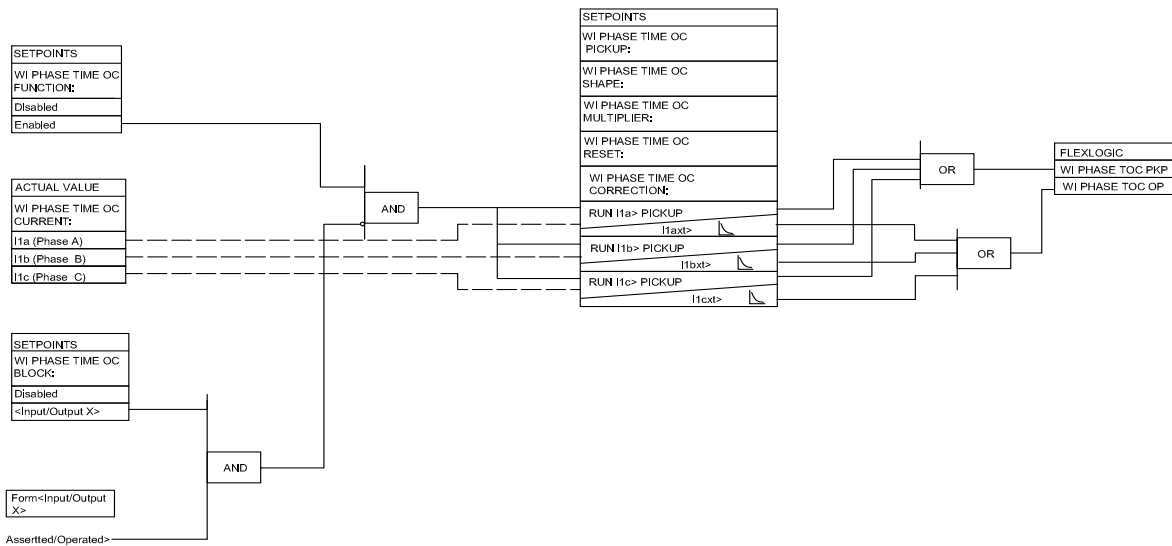 SETPOINTS
WI PHASE TIME OC
FUNCTION:
Disabled
Enabled
ACTUAL VALUE
WI PHASE TIME OC
CURRENT:
I1a (Phase A)
I1b (Phase B)
I1c (Phase C)
SETPOINTS
WI PHASE TIME OC
BLOCK:
Disabled
<Input/Output X>
Form<Input/Output
X>
Assertted/Operated>
AND
AND
SETPOINTS
WI PHASE TIME OC
PICKUP:
WI PHASE TIME OC
SHAPE:
WI PHASE TIME OC
MULTIPLIER:
WI PHASE TIME OC
RESET:
WI PHASE TIME OC
CORRECTION:
RUN I1a> PICKUP
I1axt>
RUN I1b> PICKUP
I1bxt>
RUN I1c> PICKUP
I1cxt>
OR
OR
FLEXLOGIC
WI PHASE TOC PKP
WI PHASE TOC OP